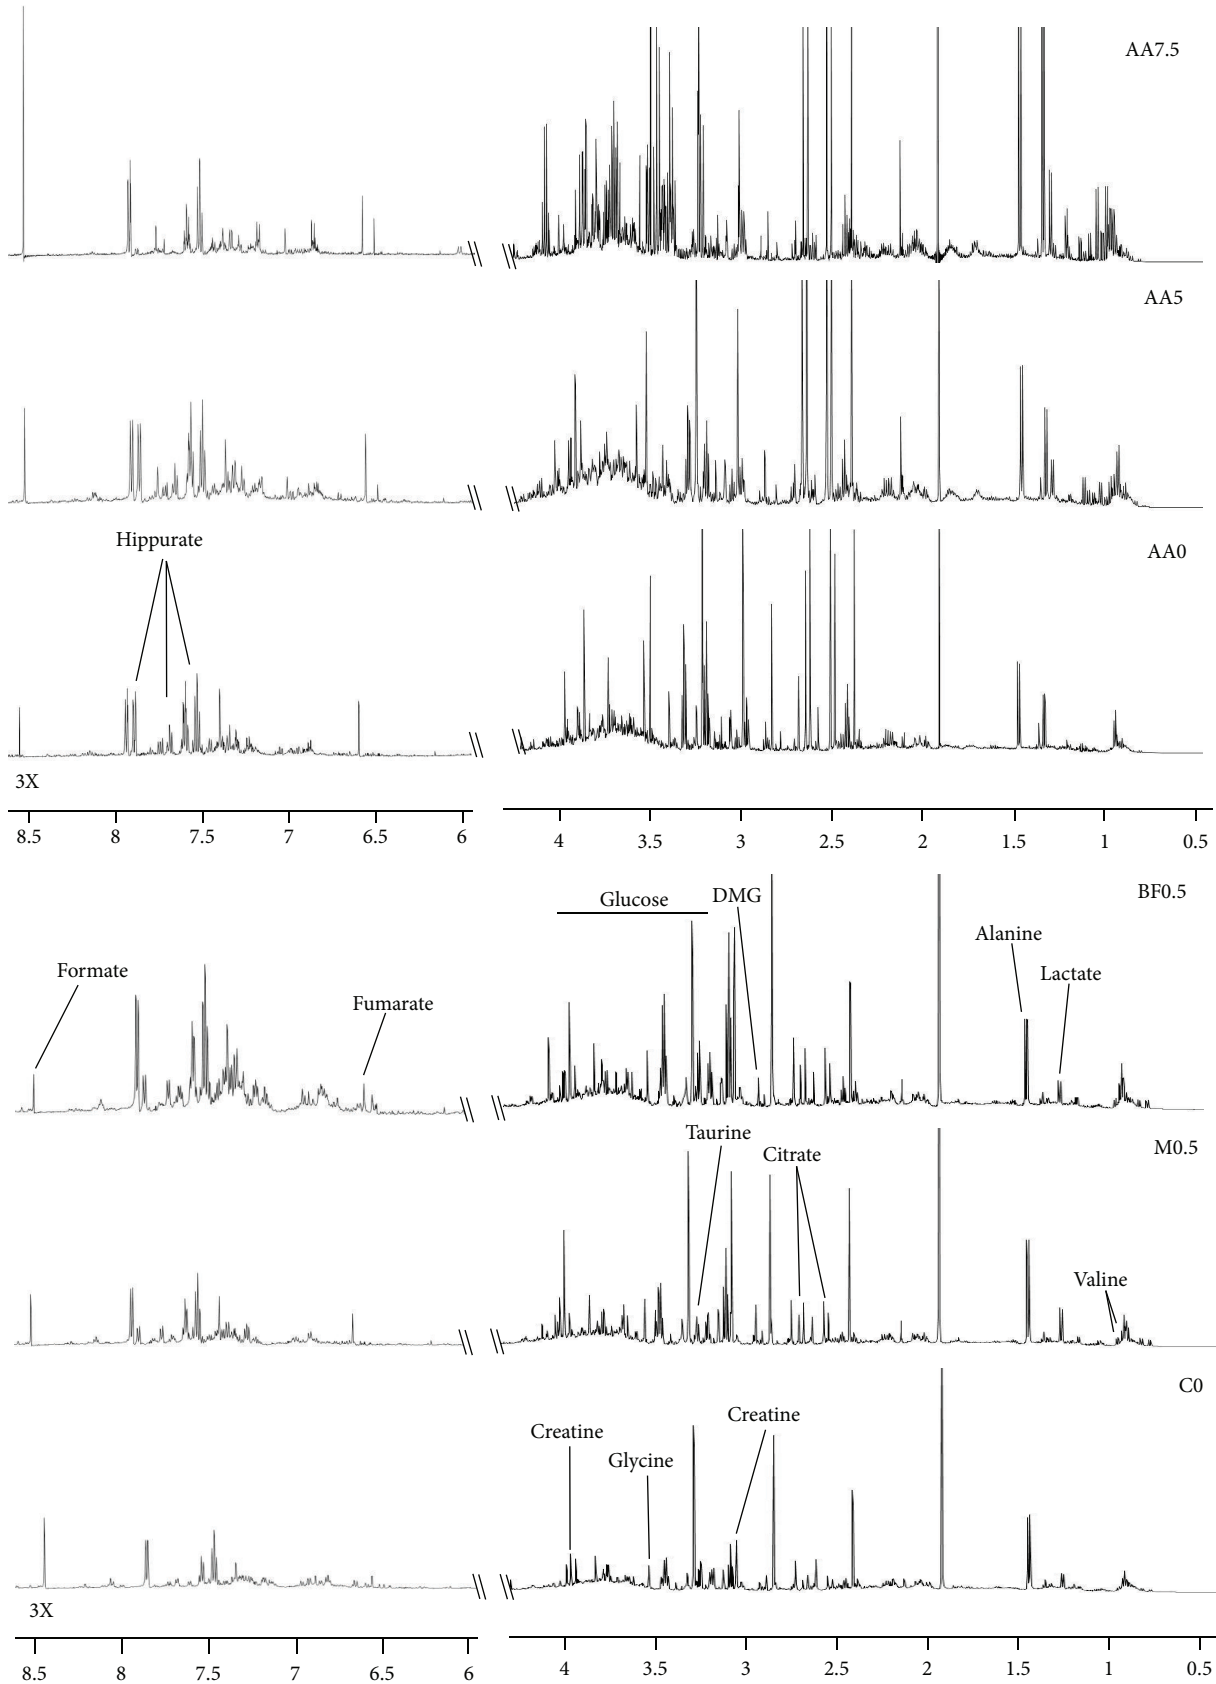 AA7.5
AA5
Hippurate
AA0
3X
8.5 8 7.5 7 6.5 6 4 3.5 3 2.5 2 1.5 1 0.5
BF0.5
Glucose DMG
Alanine
Formate Lactate
Fumarate
Taurine
M0.5
Citrate
Valine
C0
Creatine
Creatine
Glycine
3X
8.5 8 7.5 7 6.5 6 4 3.5 3 2.5 2 1.5 1 0.5